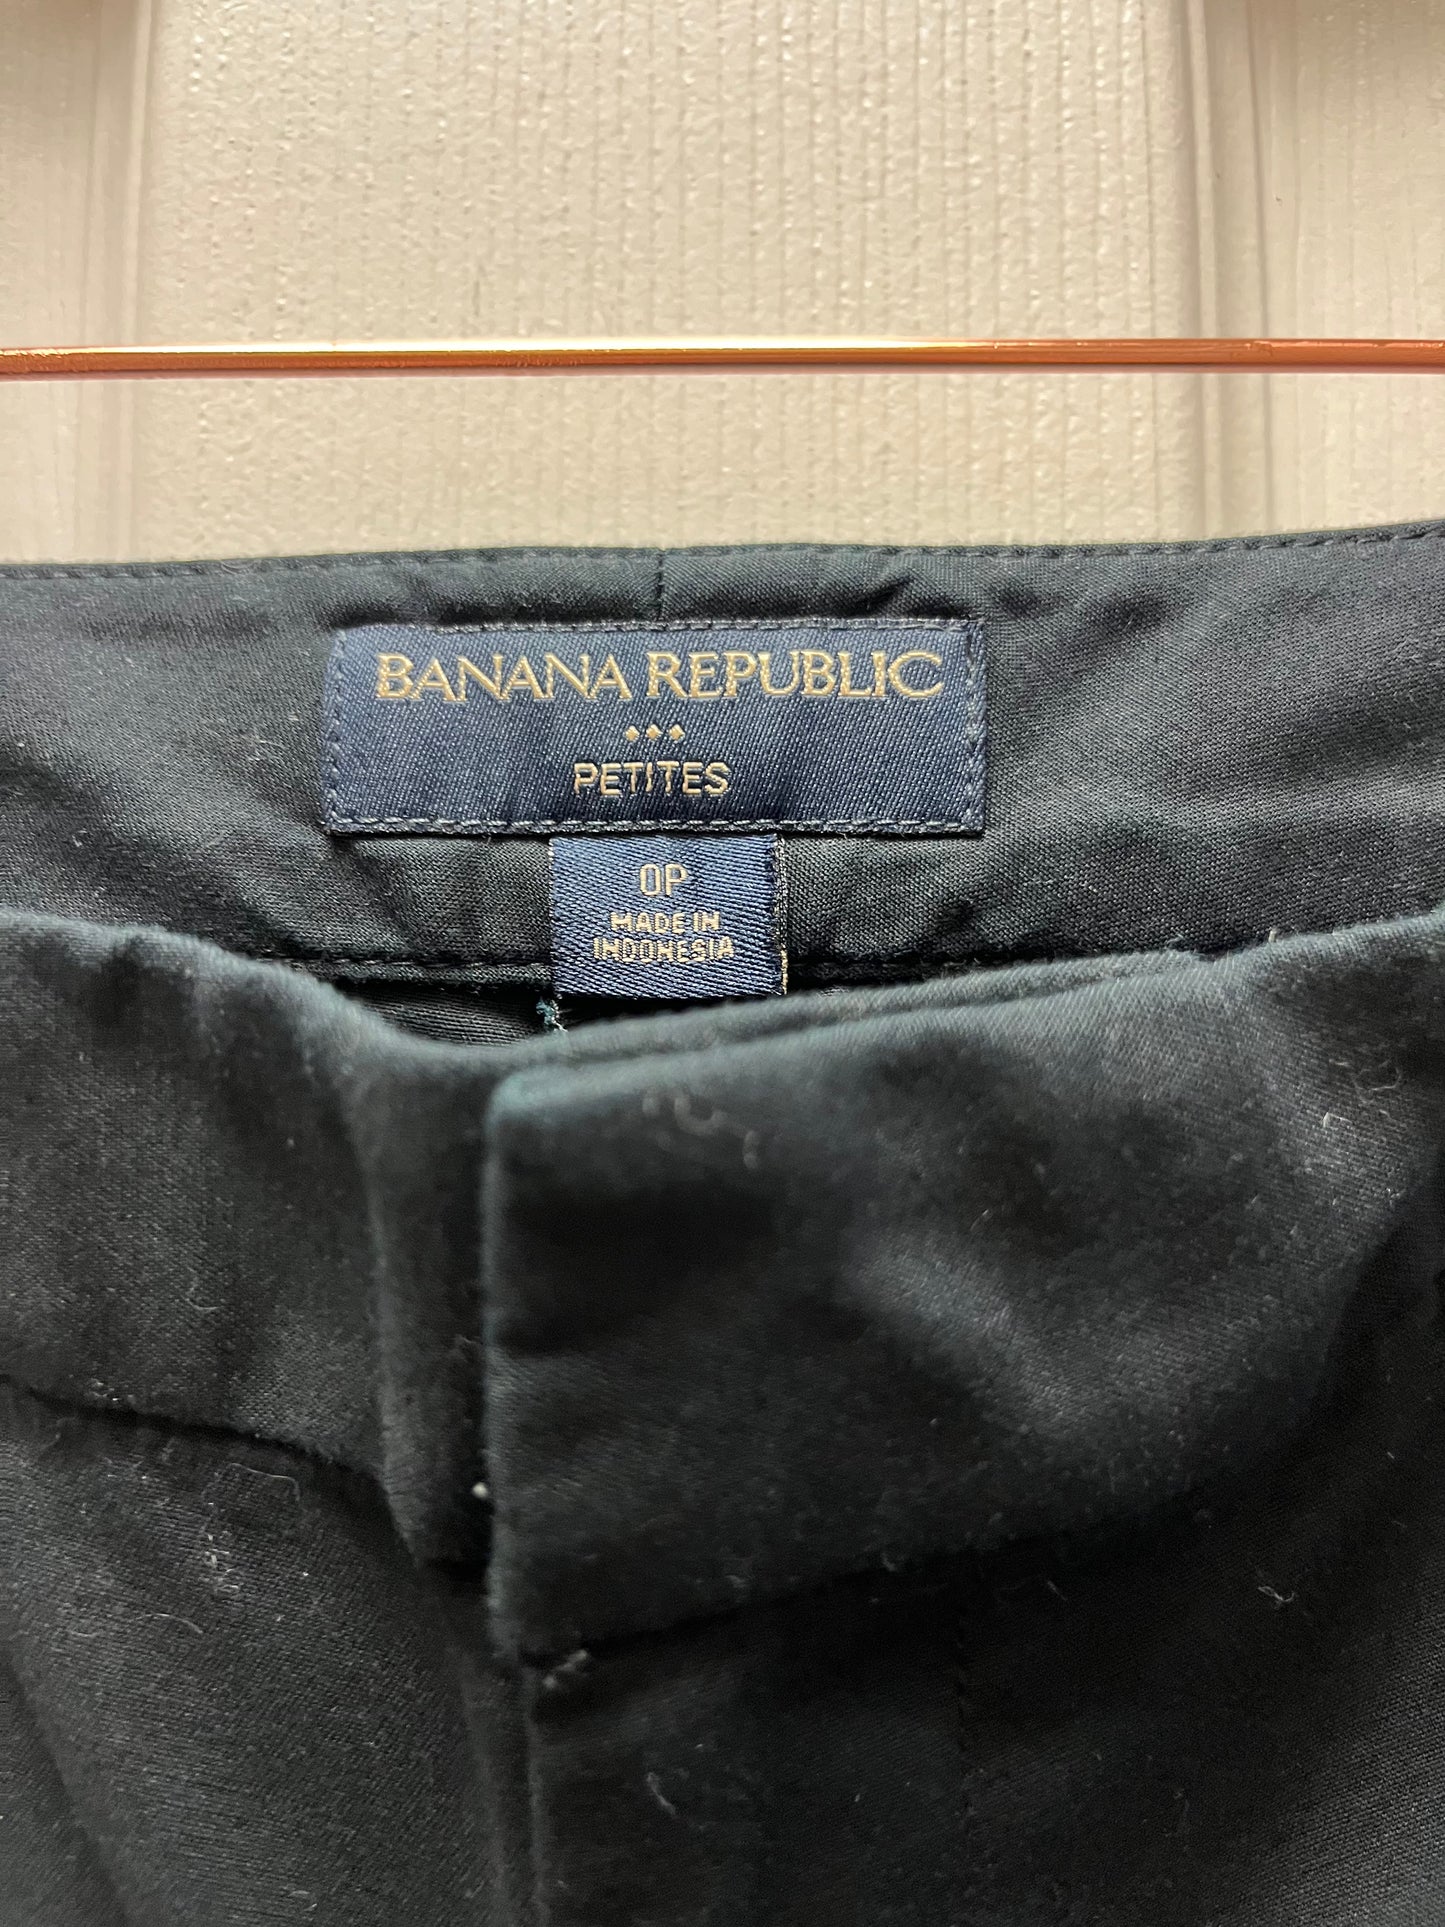 BANANA REPUBLIC
PETITES
0P
MADE IN
INDONESIA